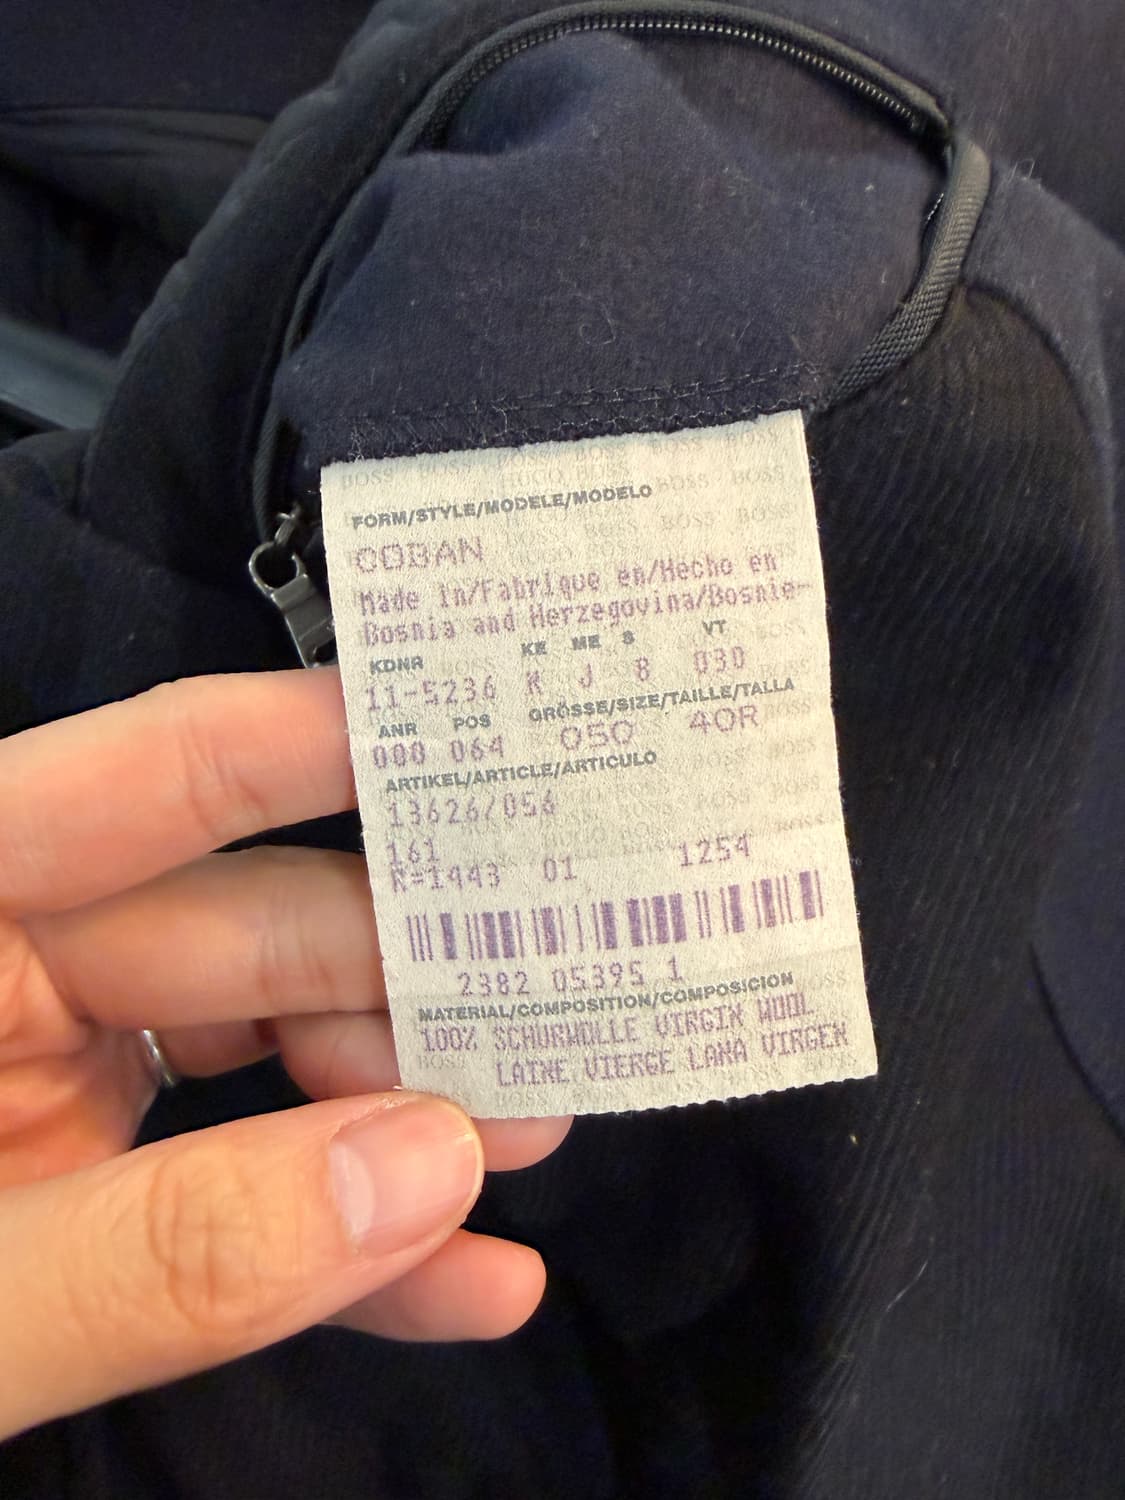 FORM/STYLE/MODELE/MODELO
COBAN
Made in/Fabrique en/Hecho en
Bosnia and Herzegovina/Bosnie-
KDNR KE ME S VT
11-5236 K J 8 030
ANR POS GRÖSSE/SIZE/TAILLE/TALLA
000 064 050 40R
ARTIKEL/ARTICLE/ARTICULO
13626/056
161
R=1443 01 1254
2382 05395 1
MATERIAL/COMPOSITION/COMPOSICION
100% SCHURWOLLE VIRGIN WOOL
LAINE VIERGE LANA VIRGEN